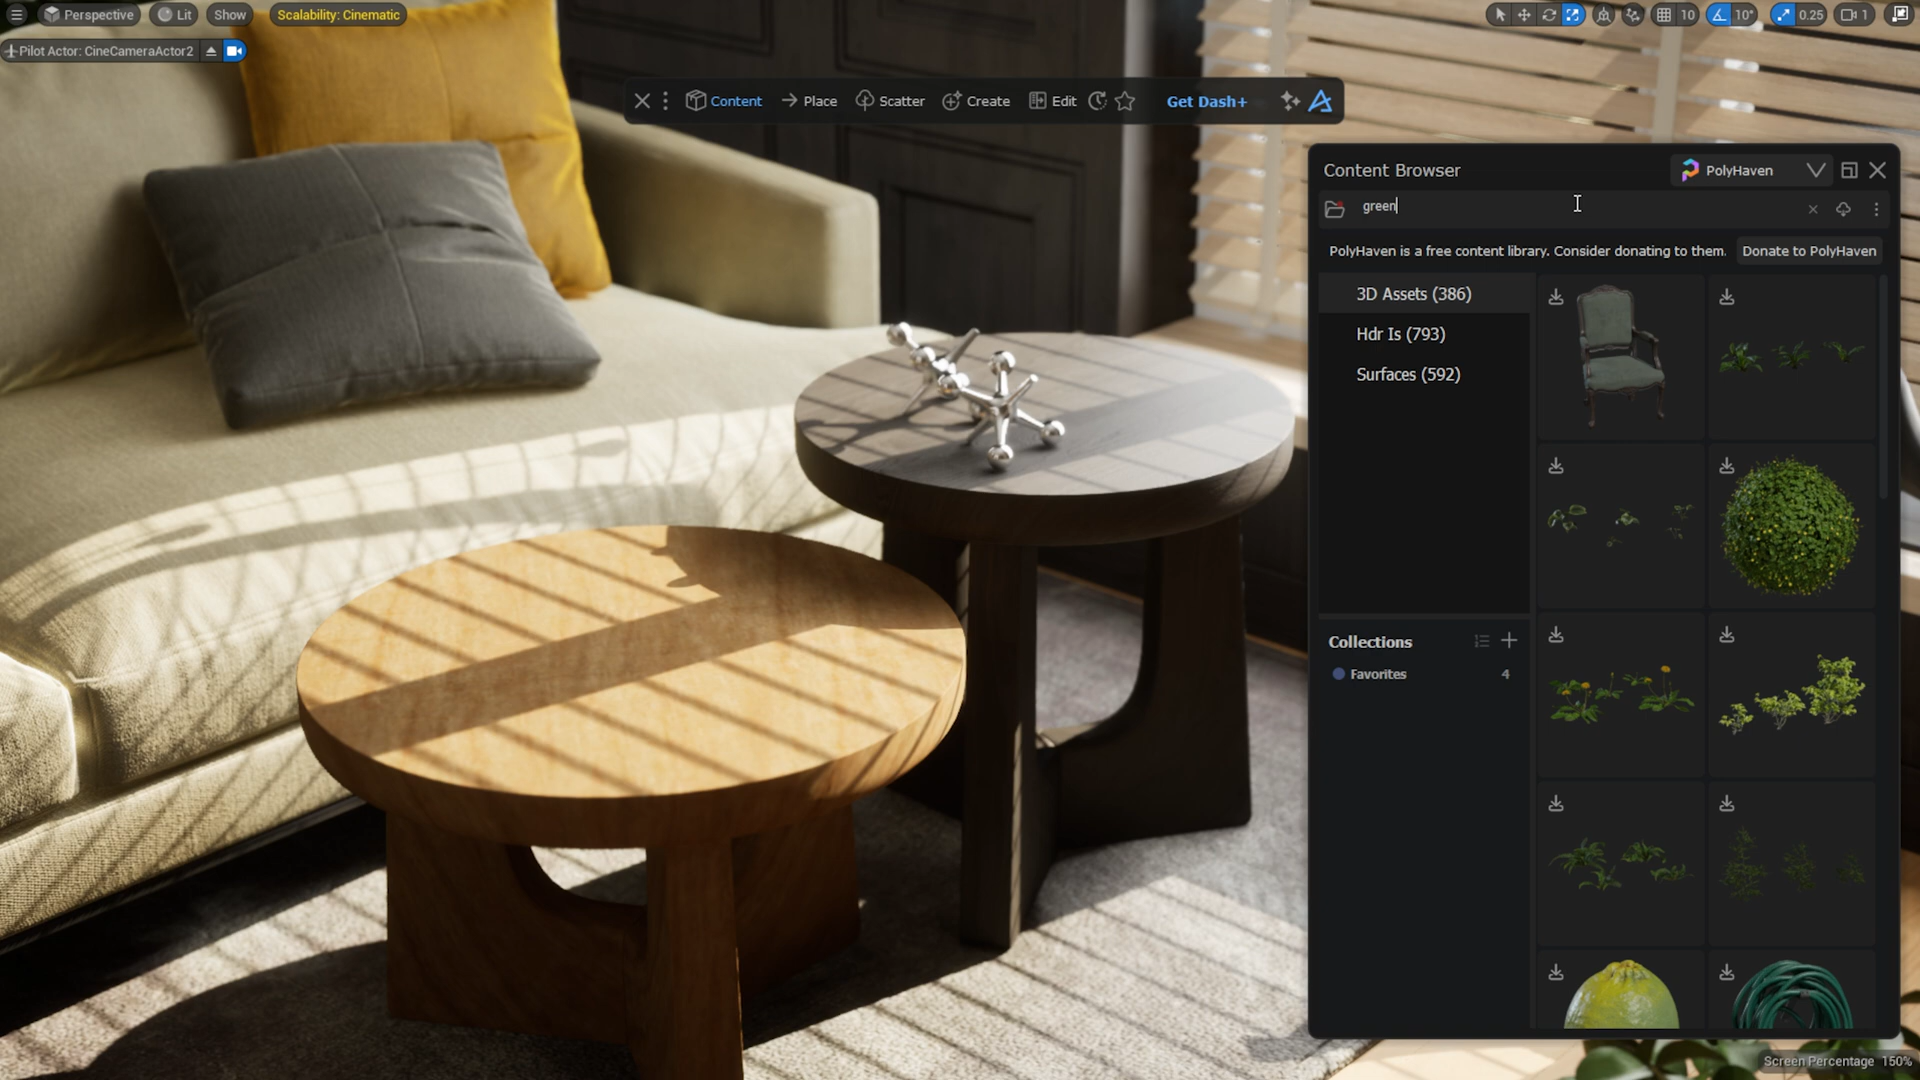 Perspective Lit Show Scalability: Cinematic 10 10° 0.25 1
Pilot Actor: CineCameraActor2
Content Place Scatter Create Edit Get Dash+
Content Browser PolyHaven
green
PolyHaven is a free content library. Consider donating to them. Donate to PolyHaven
3D Assets (386)
Hdr Is (793)
Surfaces (592)
Collections
Favorites 4
Screen Percentage 150%